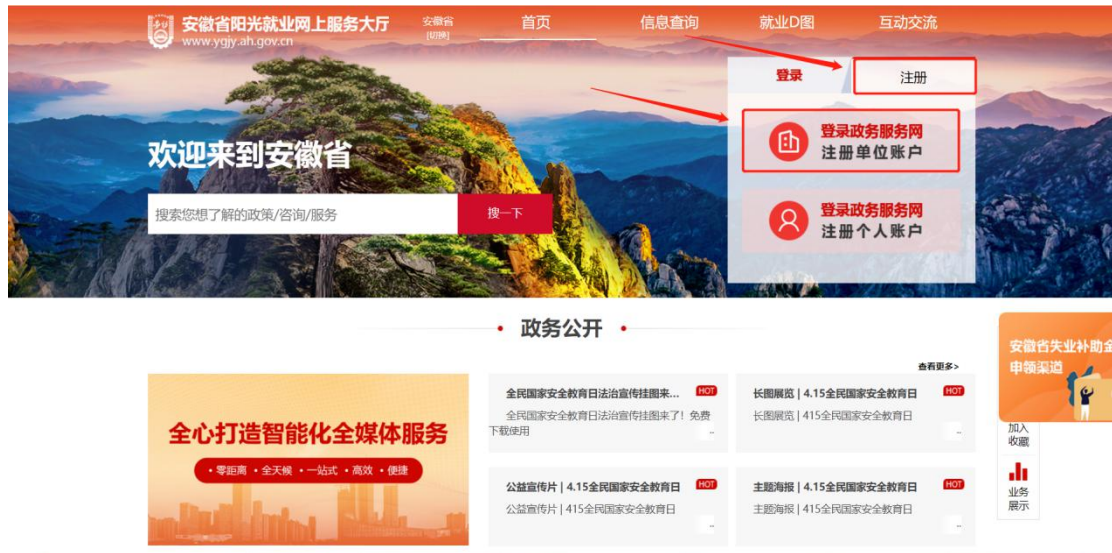 安徽省阳光就业网上服务大厅
www.ygjy.ah.gov.cn
安徽省
[切换]
首页
信息查询
就业D图
互动交流
登录
注册
登录政务服务网
注册单位账户
登录政务服务网
注册个人账户
欢迎来到安徽省
搜索您想了解的政策/咨询/服务
搜一下
• 政务公开 •
查看更多>
全心打造智能化全媒体服务
• 零距离 • 全天候 • 一站式 • 高效 • 便捷
全民国家安全教育日法治宣传挂图来...
HOT
全民国家安全教育日法治宣传挂图来了！免费
下载使用
..
长图展览 | 4.15全民国家安全教育日
HOT
长图展览 | 415全民国家安全教育日
..
公益宣传片 | 4.15全民国家安全教育日
HOT
公益宣传片 | 415全民国家安全教育日
..
主题海报 | 4.15全民国家安全教育日
HOT
主题海报 | 415全民国家安全教育日
..
安徽省失业补助金
申领渠道
加入
收藏
业务
展示